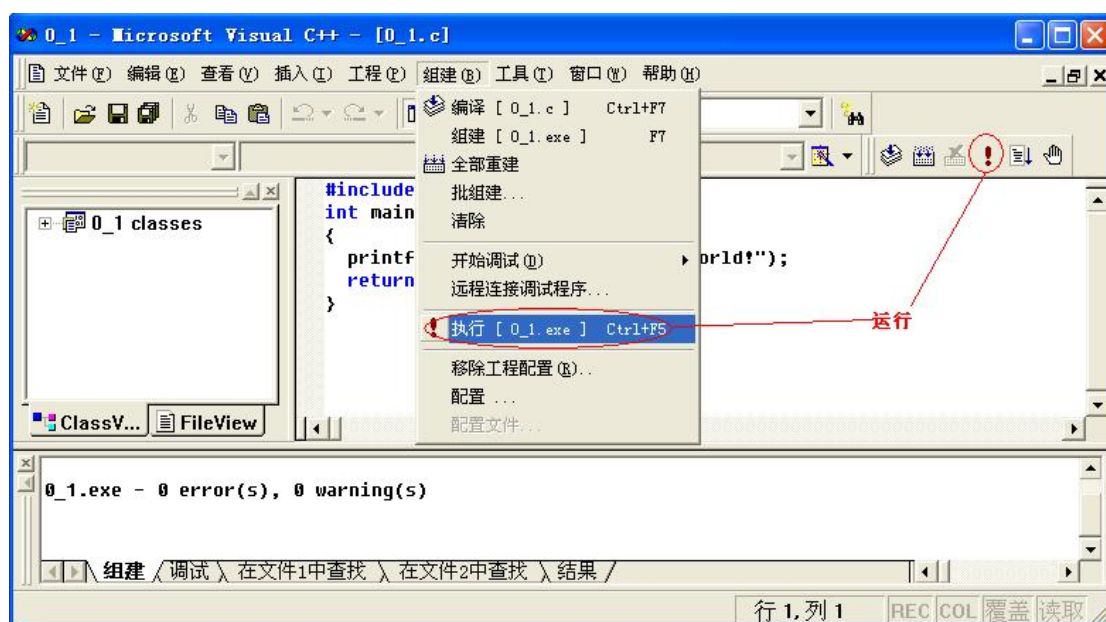 0_1 - Microsoft Visual C++ - [0_1.c]
文件(F) 编辑(E) 查看(V) 插入(I) 工程(P) 组建(B) 工具(T) 窗口(W) 帮助(H)
编译 [ 0_1.c ] Ctrl+F7
组建 [ 0_1.exe ] F7
全部重建
批组建...
清除
开始调试(D)
远程连接调试程序...
执行 [ 0_1.exe ] Ctrl+F5
移除工程配置(R)..
配置 ...
配置文件...
0_1 classes
#include
int main
{
printf orld!");
return
}
运行
ClassV... FileView
0_1.exe - 0 error(s), 0 warning(s)
组建 调试 在文件1中查找 在文件2中查找 结果
行 1,列 1 REC COL 覆盖 读取